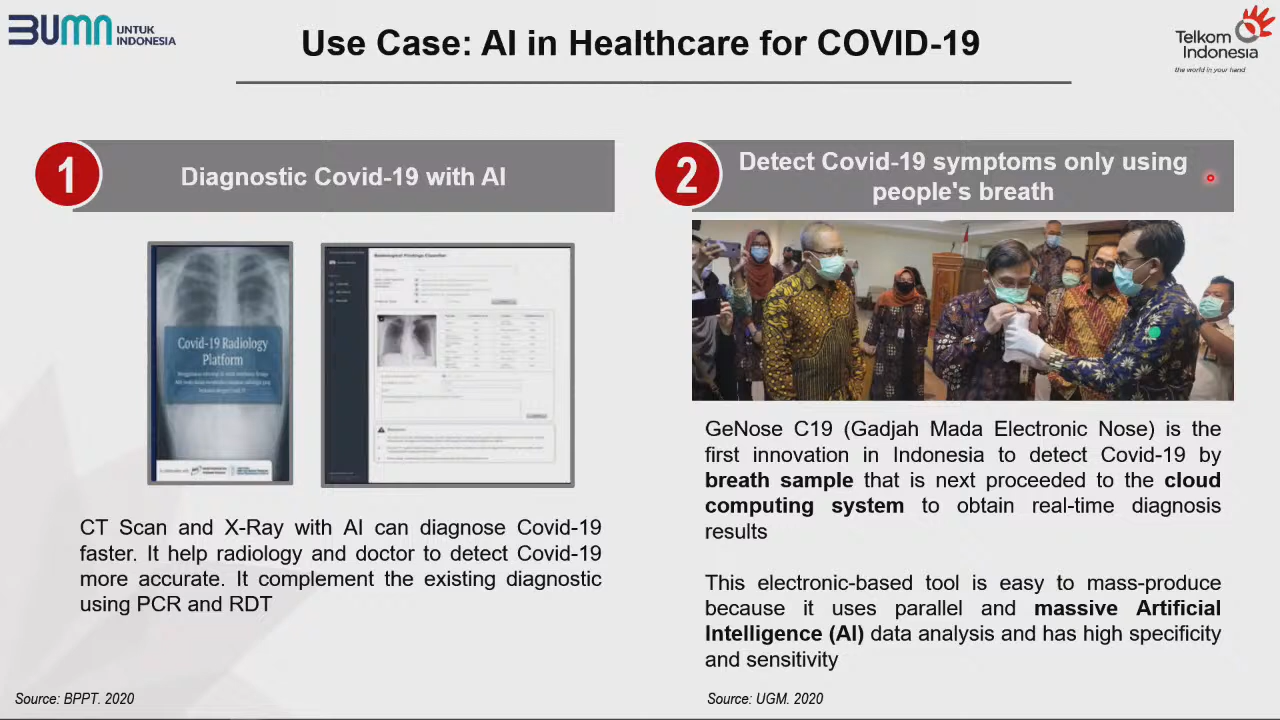 BUMN UNTUK
INDONESIA
Use Case: AI in Healthcare for COVID-19
Telkom
Indonesia
the world in your hand
1
Diagnostic Covid-19 with AI
Covid-19 Radiology
Platform
Radiological Findings Classifier
CT Scan and X-Ray with AI can diagnose Covid-19
faster. It help radiology and doctor to detect Covid-19
more accurate. It complement the existing diagnostic
using PCR and RDT
Source: BPPT. 2020
2
Detect Covid-19 symptoms only using
people's breath
GeNose C19 (Gadjah Mada Electronic Nose) is the
first innovation in Indonesia to detect Covid-19 by
breath sample that is next proceeded to the cloud
computing system to obtain real-time diagnosis
results
This electronic-based tool is easy to mass-produce
because it uses parallel and massive Artificial
Intelligence (AI) data analysis and has high specificity
and sensitivity
Source: UGM. 2020